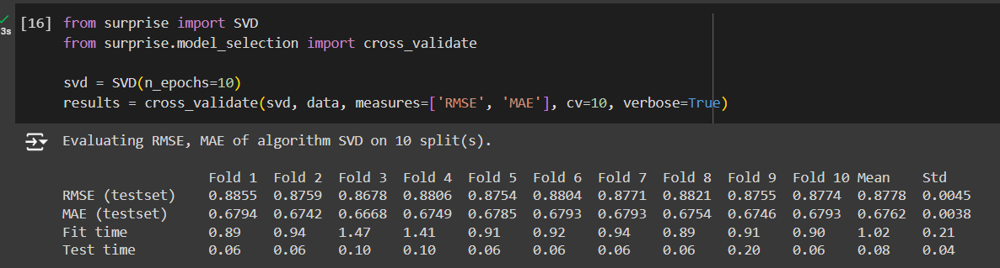 [16] from surprise import SVD
3s
from surprise.model_selection import cross_validate
svd = SVD(n_epochs=10)
results = cross_validate(svd, data, measures=['RMSE', 'MAE'], cv=10, verbose=True)
Evaluating RMSE, MAE of algorithm SVD on 10 split(s).
Fold 1 Fold 2 Fold 3 Fold 4 Fold 5 Fold 6 Fold 7 Fold 8 Fold 9 Fold 10 Mean Std
RMSE (testset) 0.8855 0.8759 0.8678 0.8806 0.8754 0.8804 0.8771 0.8821 0.8755 0.8774 0.8778 0.0045
MAE (testset) 0.6794 0.6742 0.6668 0.6749 0.6785 0.6793 0.6793 0.6754 0.6746 0.6793 0.6762 0.0038
Fit time 0.89 0.94 1.47 1.41 0.91 0.92 0.94 0.89 0.91 0.90 1.02 0.21
Test time 0.06 0.06 0.10 0.10 0.06 0.06 0.06 0.06 0.20 0.06 0.08 0.04